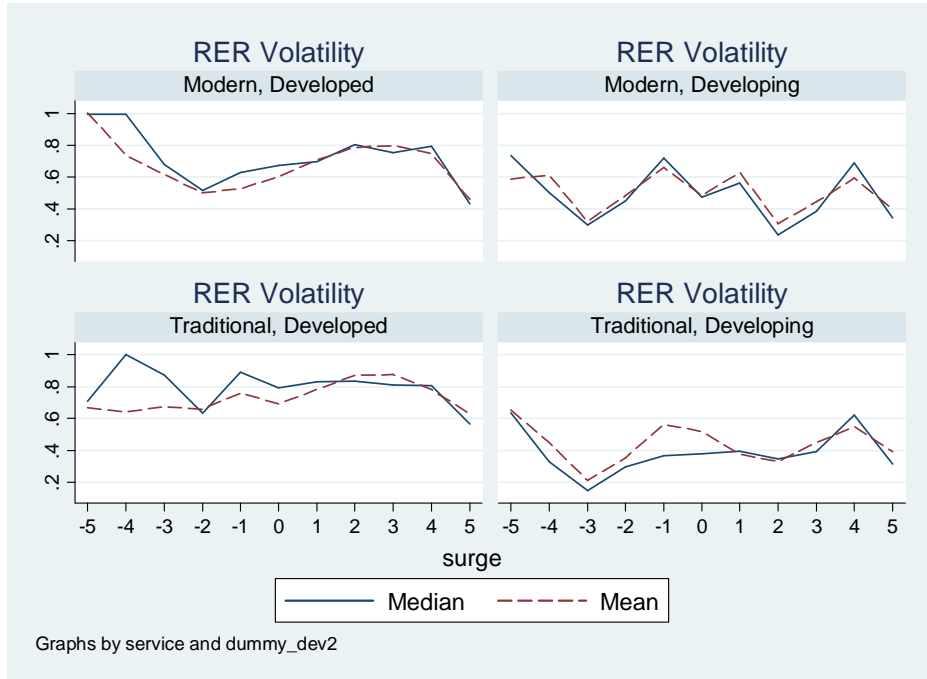 RER Volatility
Modern, Developed
RER Volatility
Modern, Developing
1
.8
.6
.4
.2
RER Volatility
Traditional, Developed
RER Volatility
Traditional, Developing
1
.8
.6
.4
.2
-5 -4 -3 -2 -1 0 1 2 3 4 5
-5 -4 -3 -2 -1 0 1 2 3 4 5
surge
Median Mean
Graphs by service and dummy_dev2